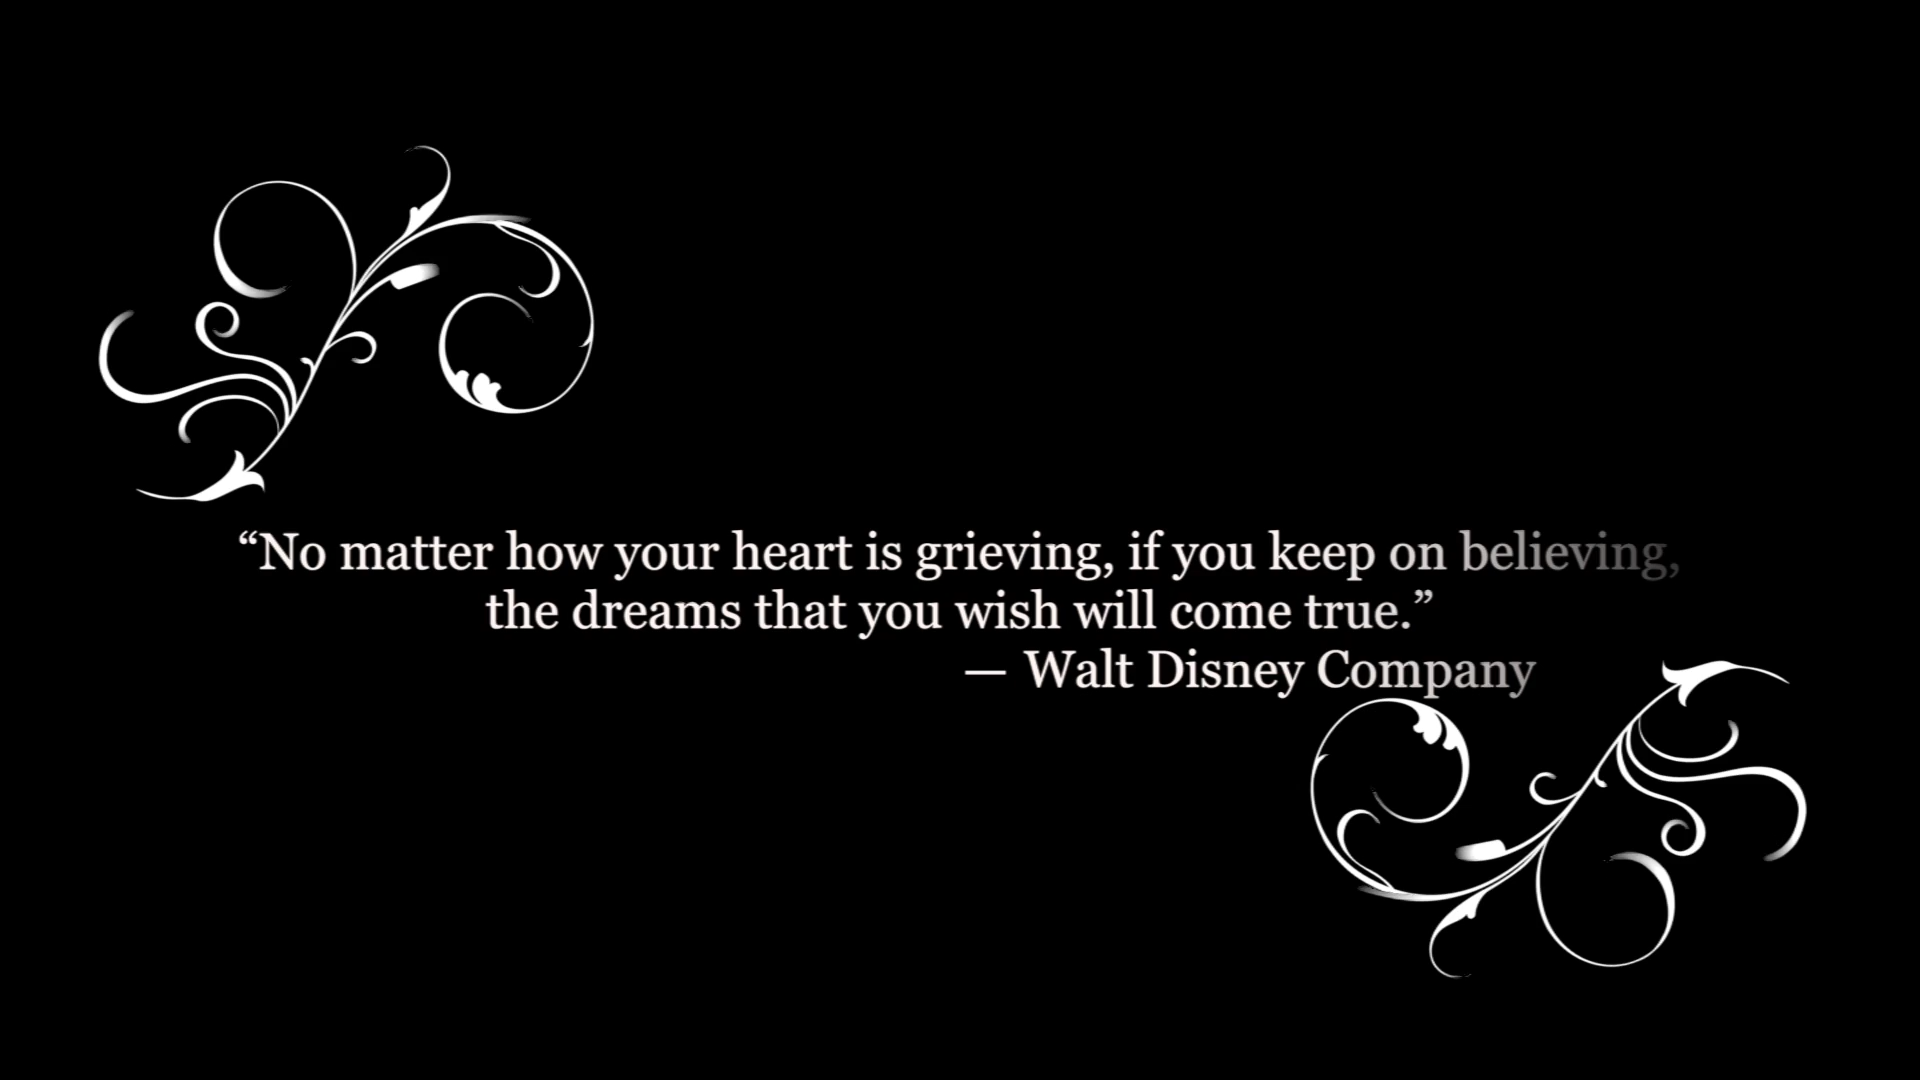 “No matter how your heart is grieving, if you keep on believing,
the dreams that you wish will come true.”
— Walt Disney Company